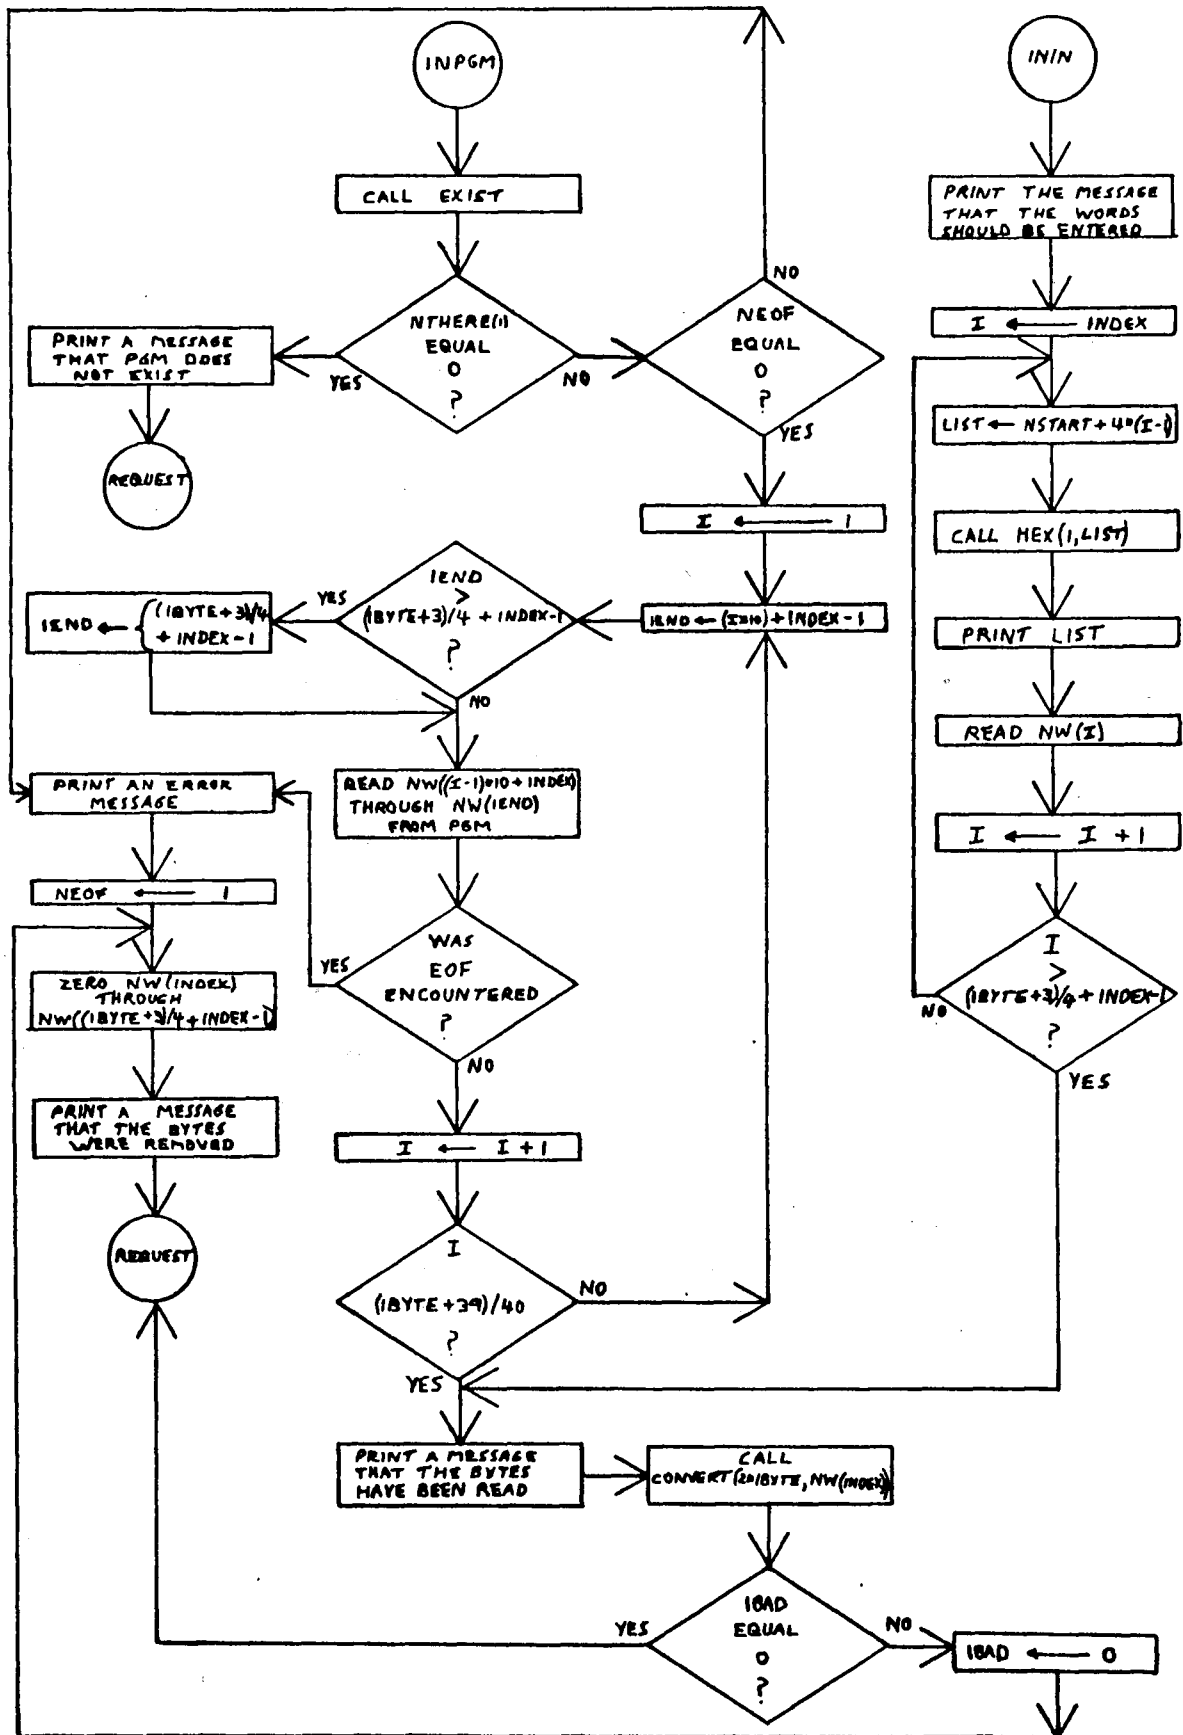 INPGM
CALL EXIST
NTHERE(1)
EQUAL
0
?
YES
NO
PRINT A MESSAGE
THAT PGM DOES
NOT EXIST
REQUEST
NEOF
EQUAL
0
?
NO
YES
I ← 1
IEND ← (I*10) + INDEX - 1
IEND
>
(IBYTE+3)/4 + INDEX-1
?
YES
NO
IEND ← { (IBYTE+3)/4
+ INDEX-1
READ NW((I-1)*10 + INDEX)
THROUGH NW(IEND)
FROM PGM
WAS
EOF
ENCOUNTERED
?
YES
NO
PRINT AN ERROR
MESSAGE
NEOF ← 1
ZERO NW(INDEX)
THROUGH
NW((IBYTE+3)/4 + INDEX-1)
PRINT A MESSAGE
THAT THE BYTES
WERE REMOVED
REQUEST
I ← I + 1
I
(IBYTE+39)/40
?
NO
YES
PRINT A MESSAGE
THAT THE BYTES
HAVE BEEN READ
CALL
CONVERT(2*IBYTE, NW(INDEX))
IBAD
EQUAL
0
?
YES
NO
IBAD ← 0
ININ
PRINT THE MESSAGE
THAT THE WORDS
SHOULD BE ENTERED
I ← INDEX
LIST ← NSTART + 4*(I-1)
CALL HEX(1,LIST)
PRINT LIST
READ NW(I)
I ← I + 1
I
>
(IBYTE+3)/4 + INDEX-1
?
NO
YES